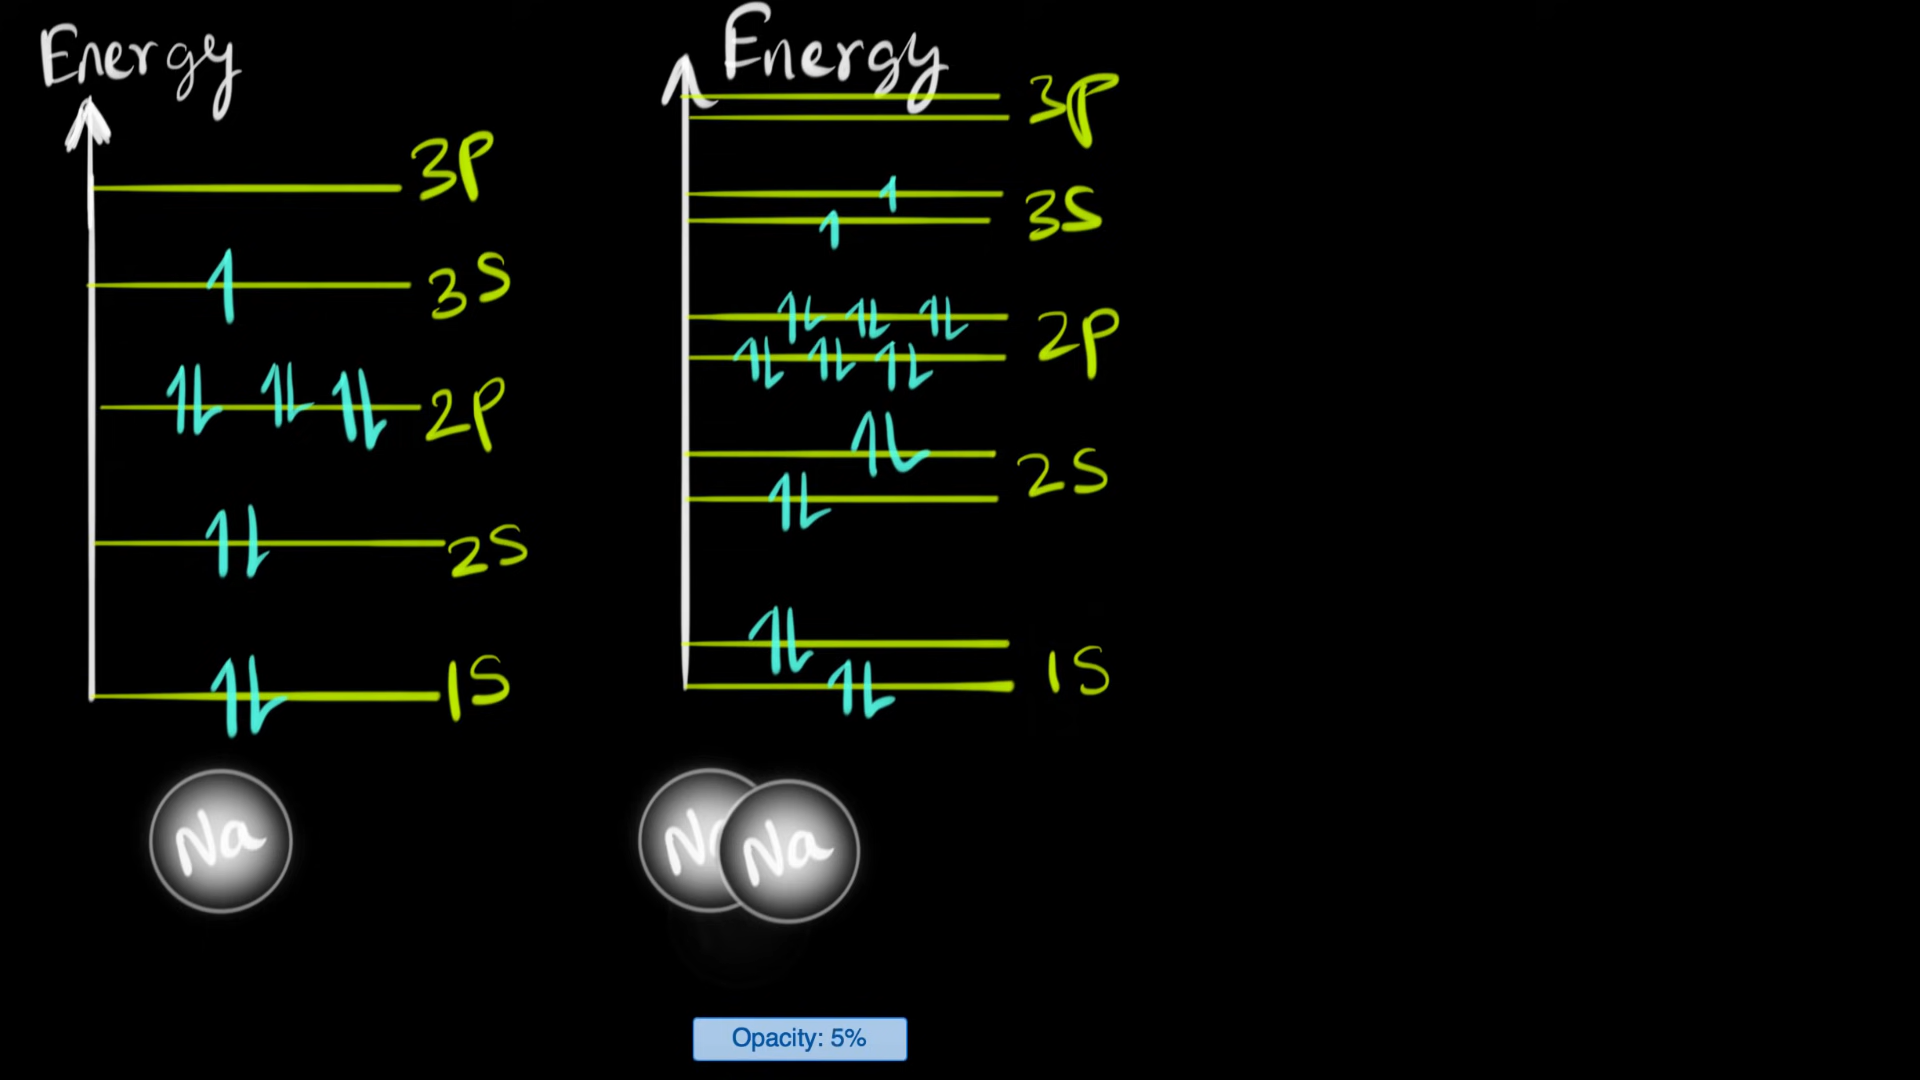 Energy
3P
3S
2P
2S
1S
Na
Energy
3P
3S
2P
2S
1S
Na
Opacity: 5%